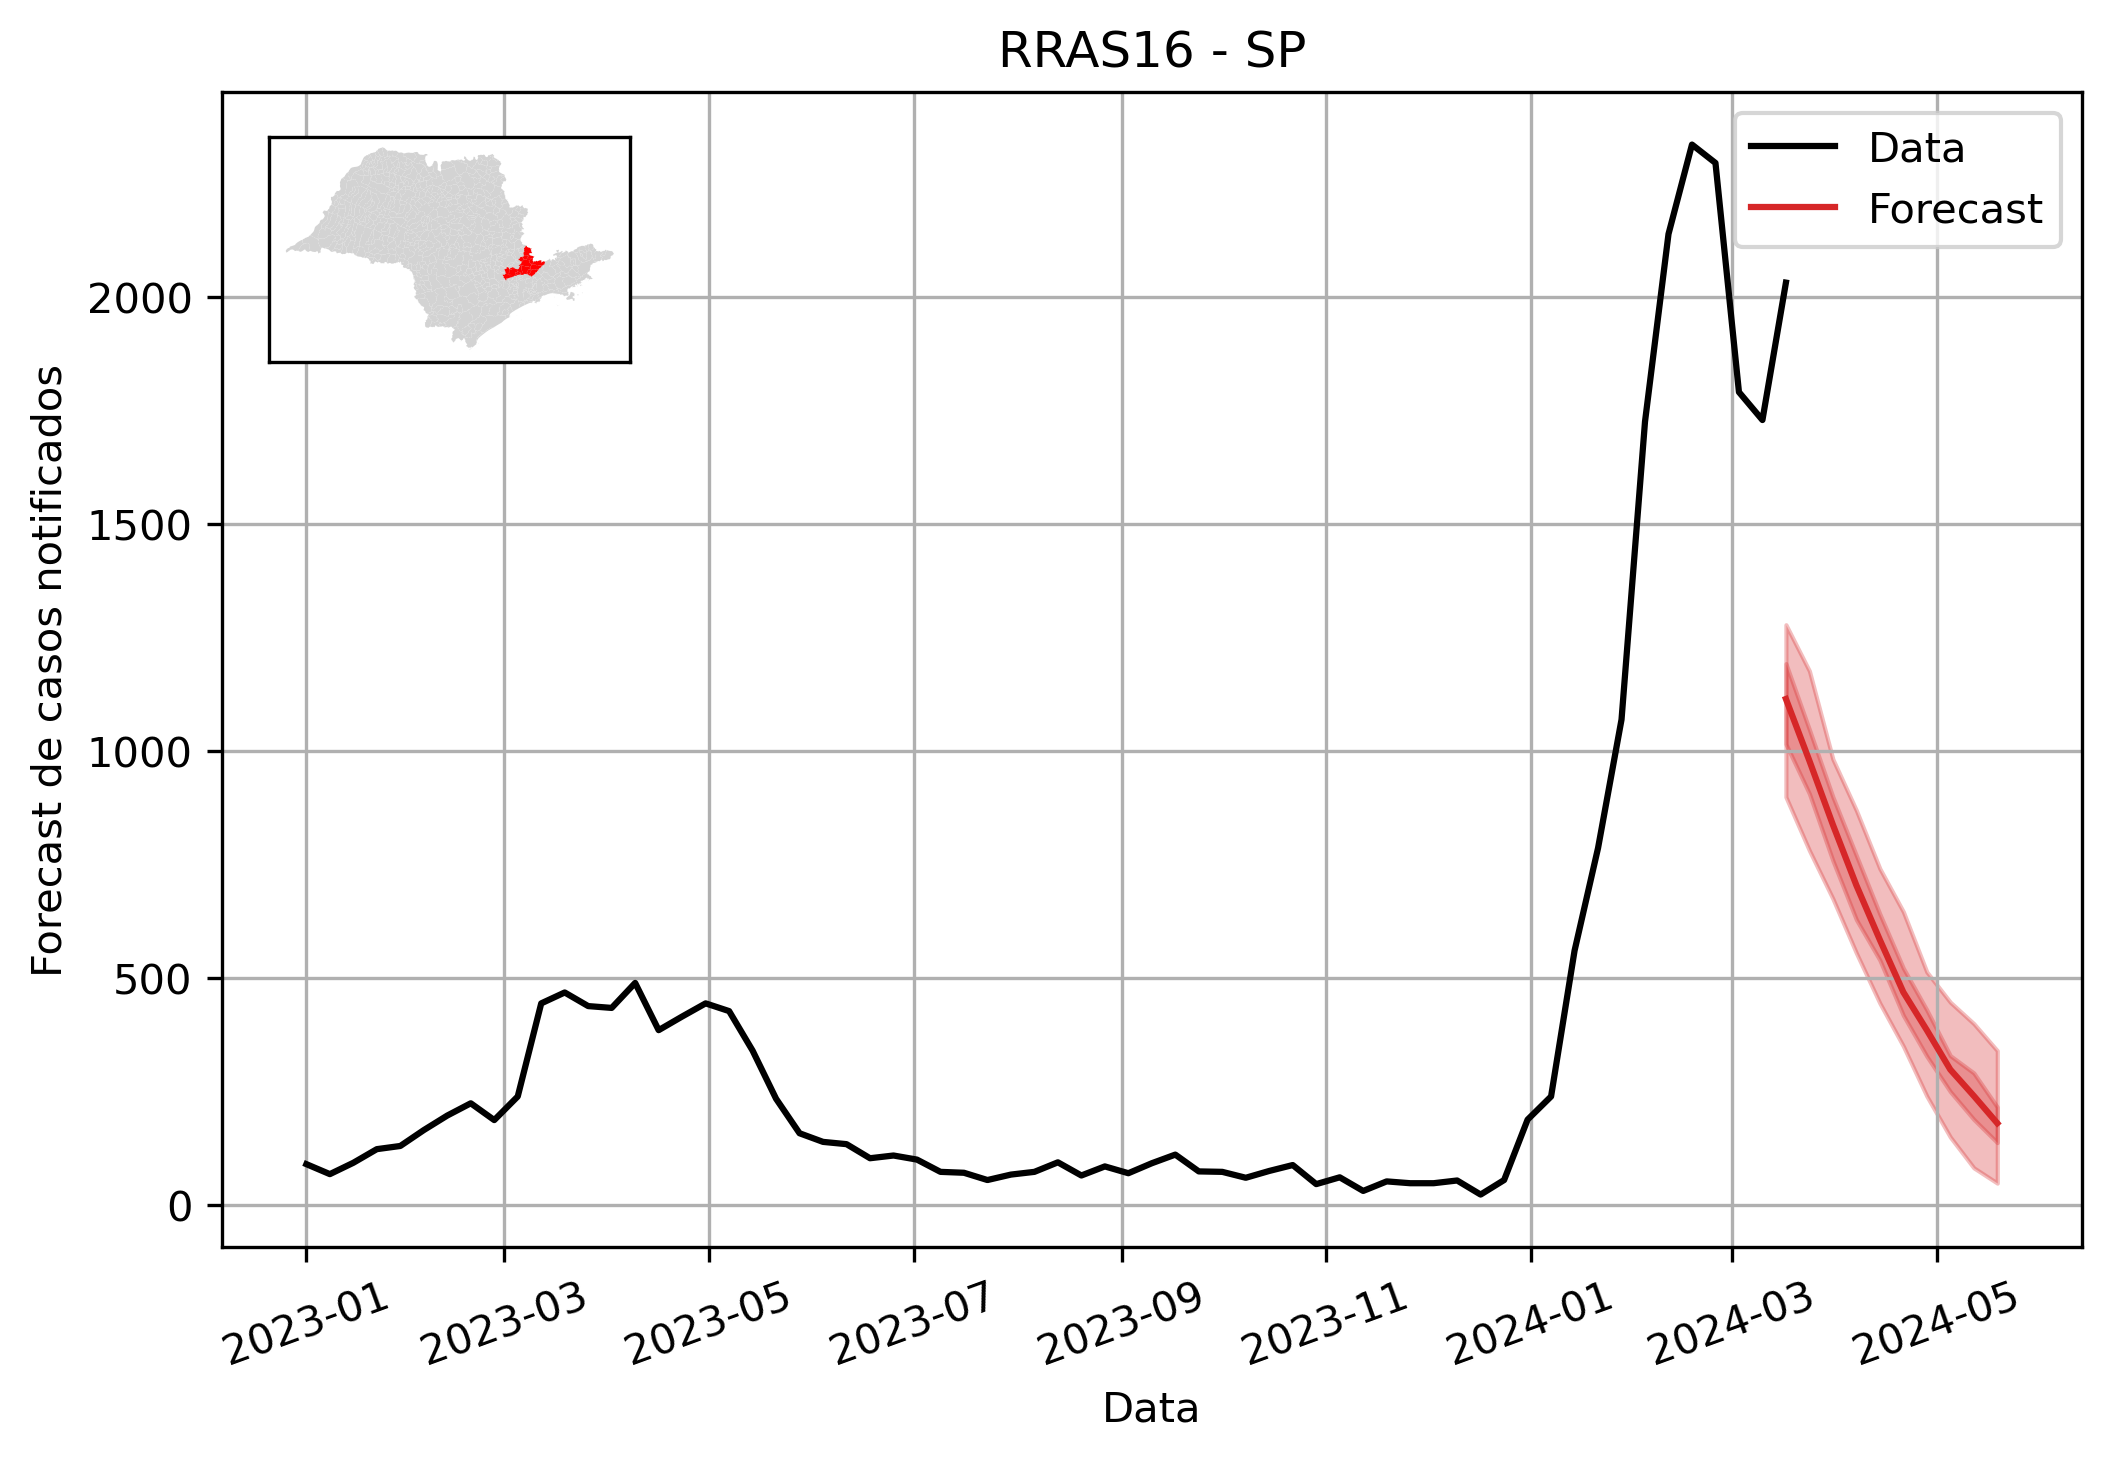 RRAS16 - SP
Data
Forecast
Forecast de casos notificados
2000
1500
1000
500
0
2023-01
2023-03
2023-05
2023-07
2023-09
2023-11
2024-01
2024-03
2024-05
Data